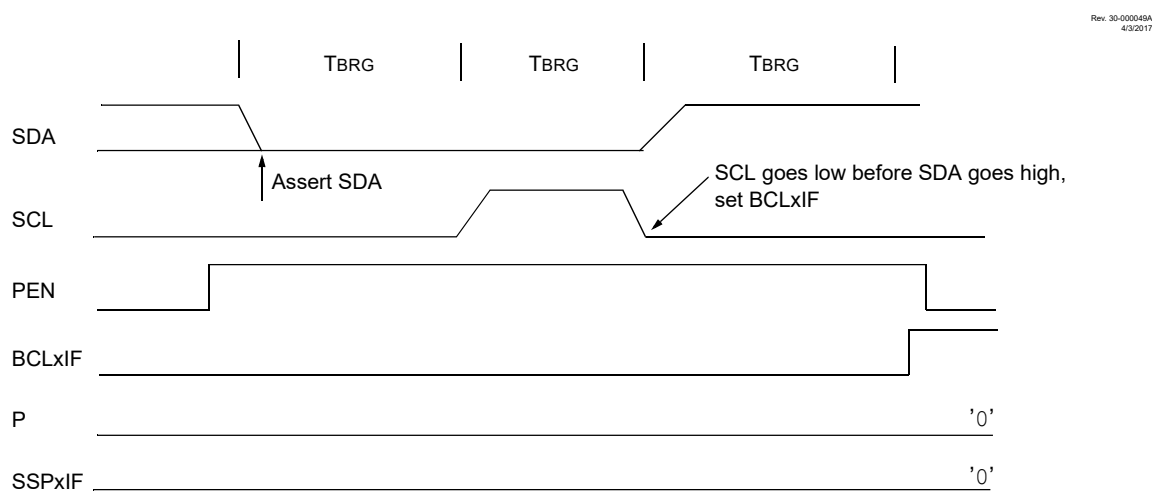 Rev. 30-000049A
4/3/2017
TBRG TBRG TBRG
SDA
Assert SDA
SCL goes low before SDA goes high,
set BCLxIF
SCL
PEN
BCLxIF
P '0'
SSPxIF '0'